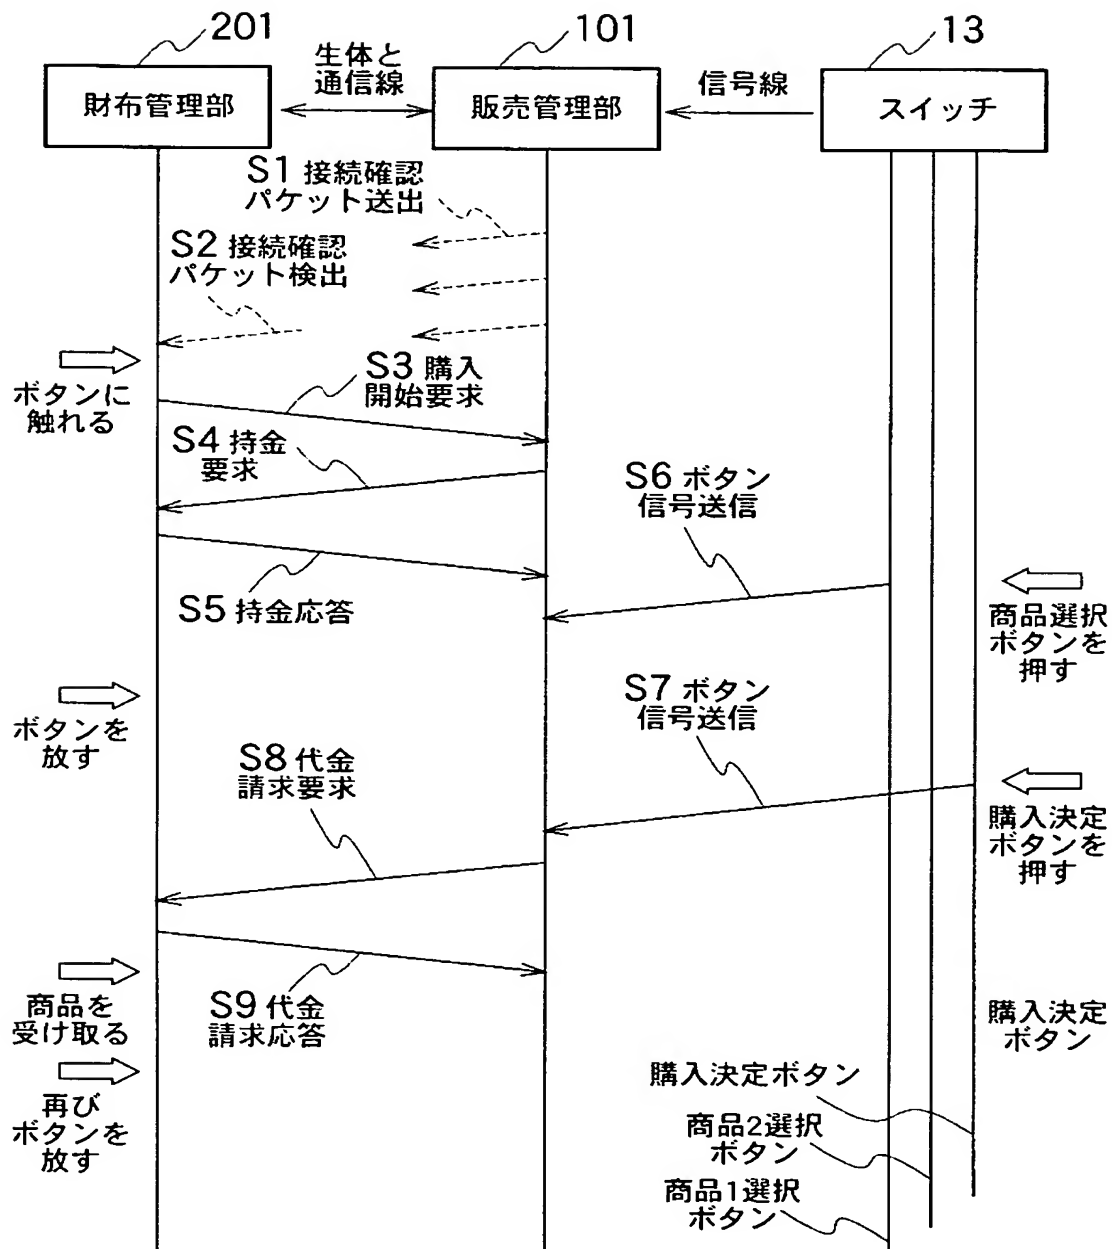 201
101
13
生体と
通信線
信号線
財布管理部
販売管理部
スイッチ
S1 接続確認
パケット送出
S2 接続確認
パケット検出
ボタンに
触れる
S3 購入
開始要求
S4 持金
要求
S5 持金応答
S6 ボタン
信号送信
商品選択
ボタンを
押す
ボタンを
放す
S7 ボタン
信号送信
S8 代金
請求要求
購入決定
ボタンを
押す
商品を
受け取る
S9 代金
請求応答
購入決定
ボタン
再び
ボタンを
放す
購入決定ボタン
商品2選択
ボタン
商品1選択
ボタン